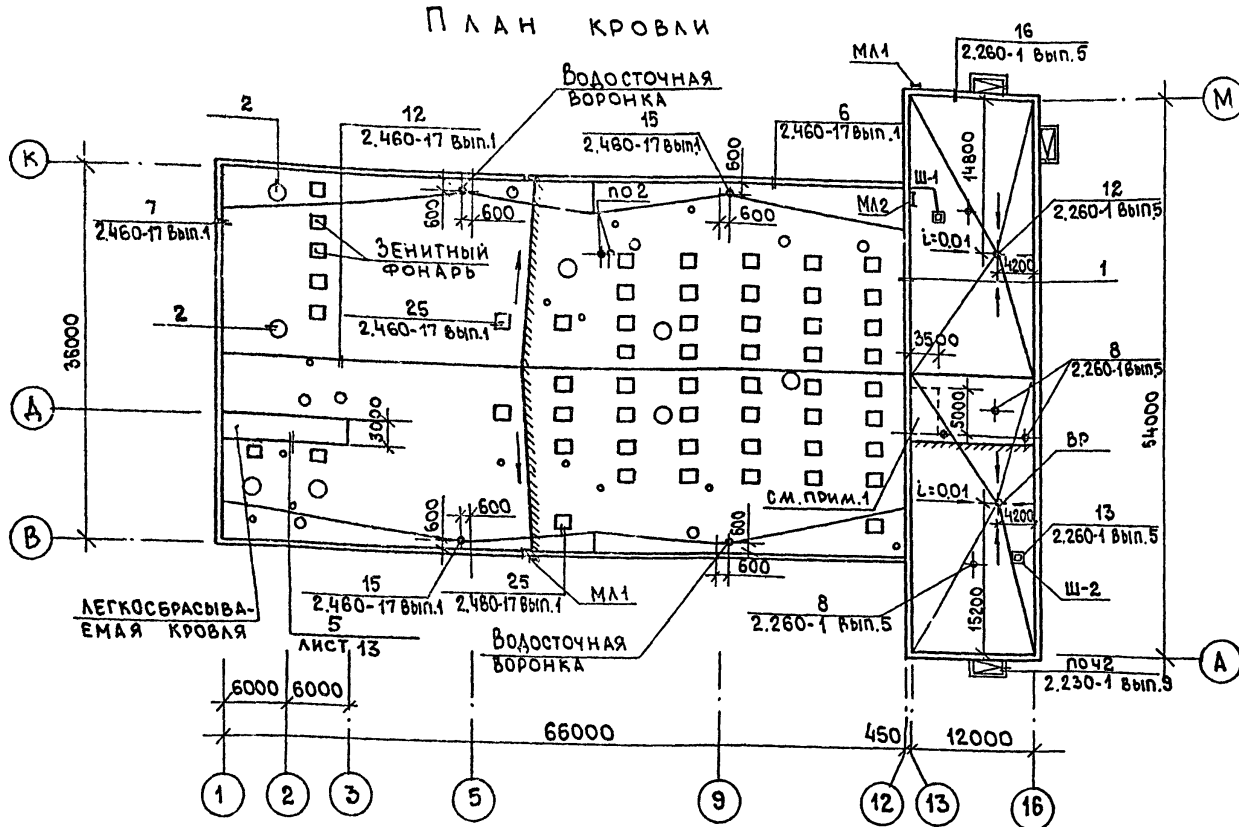 План кровли
16
2.260-1 вып.5
МЛ1
М
Водосточная
воронка
2
12
2.460-17 вып.1
15
2.460-17 вып.1
6
2.460-17 вып.1
К
600
14800
Ш-1
по 2
МЛ2
12
2.260-1 вып5
7
2.460-17 вып.1
600
600
600
i=0.01
4200
Зенитный
фонарь
1
36000
2
25
2.460-17 вып.1
3500
8
2.260-1 вып.5
Д
3000
5000
54000
ВР
см.прим.1
i=0.01
4200
13
2.260-1 вып.5
600
600
600
600
В
15
2.460-17 вып.1
25
2.460-17 вып.1
МЛ1
8
2.260-1 вып.5
15200
Ш-2
легкосбрасыва-
емая кровля
5
лист 13
Водосточная
воронка
по 42
2.230-1 вып.9
А
6000
6000
66000
450
12000
1
2
3
5
9
12
13
16